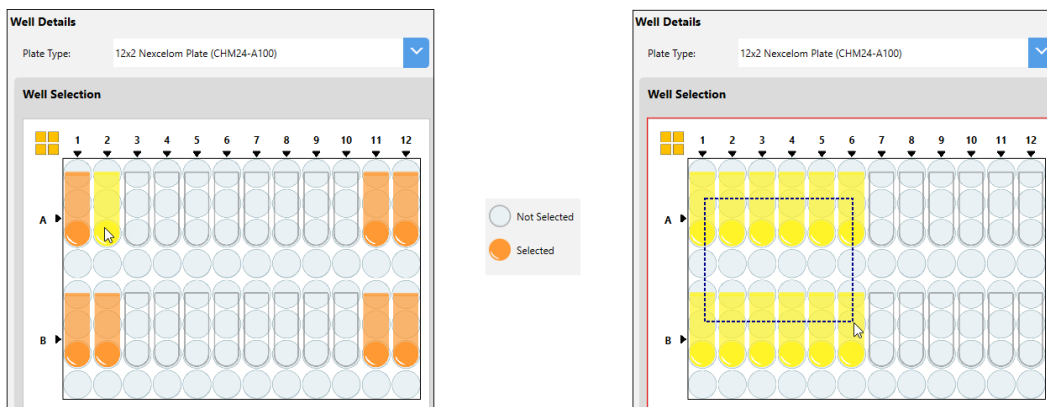 Well Details
Plate Type: 12x2 Nexcelom Plate (CHM24-A100)
Well Selection
1 2 3 4 5 6 7 8 9 10 11 12
A
B
Not Selected
Selected
Well Details
Plate Type: 12x2 Nexcelom Plate (CHM24-A100)
Well Selection
1 2 3 4 5 6 7 8 9 10 11 12
A
B